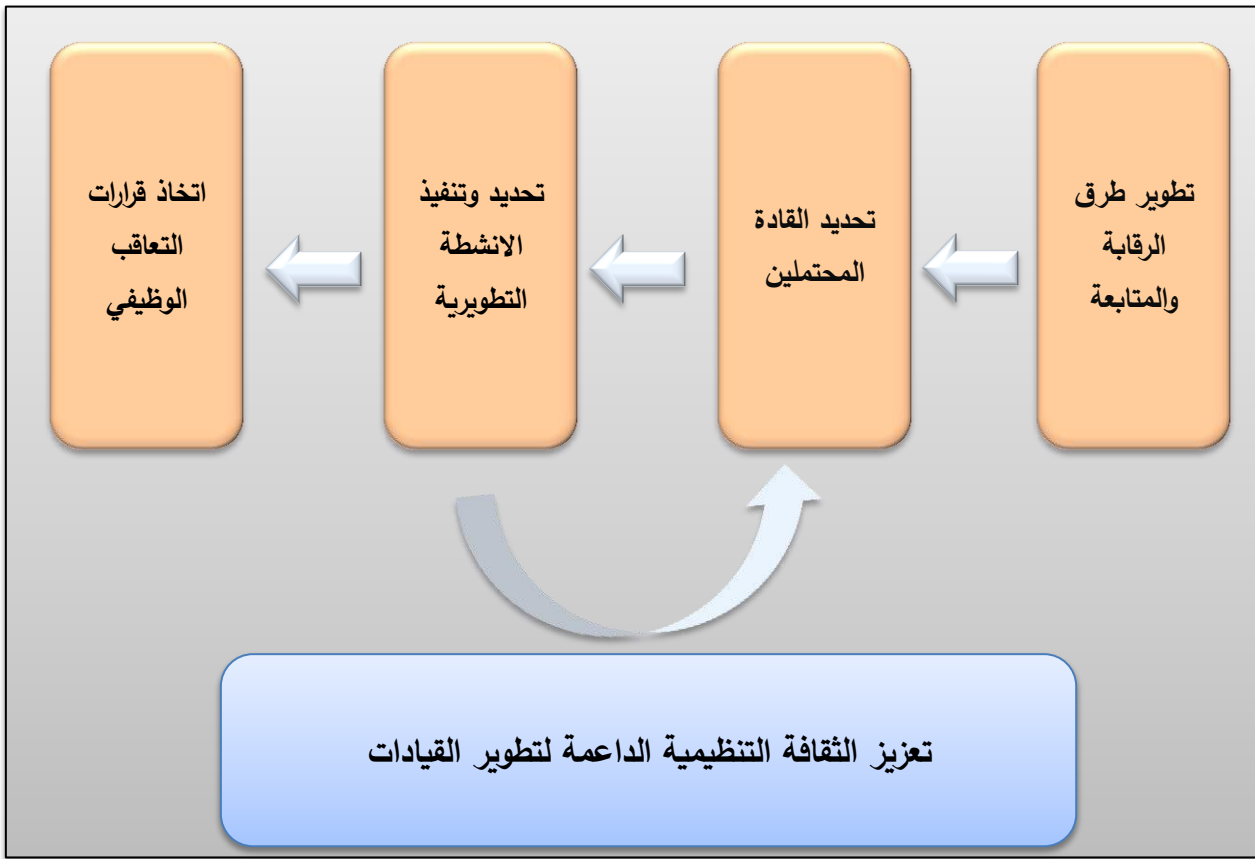 تطوير طرق
الرقابة
والمتابعة
تحديد القادة
المحتملين
تحديد وتنفيذ
الانشطة
التطويرية
اتخاذ قرارات
التعاقب
الوظيفي
تعزيز الثقافة التنظيمية الداعمة لتطوير القيادات